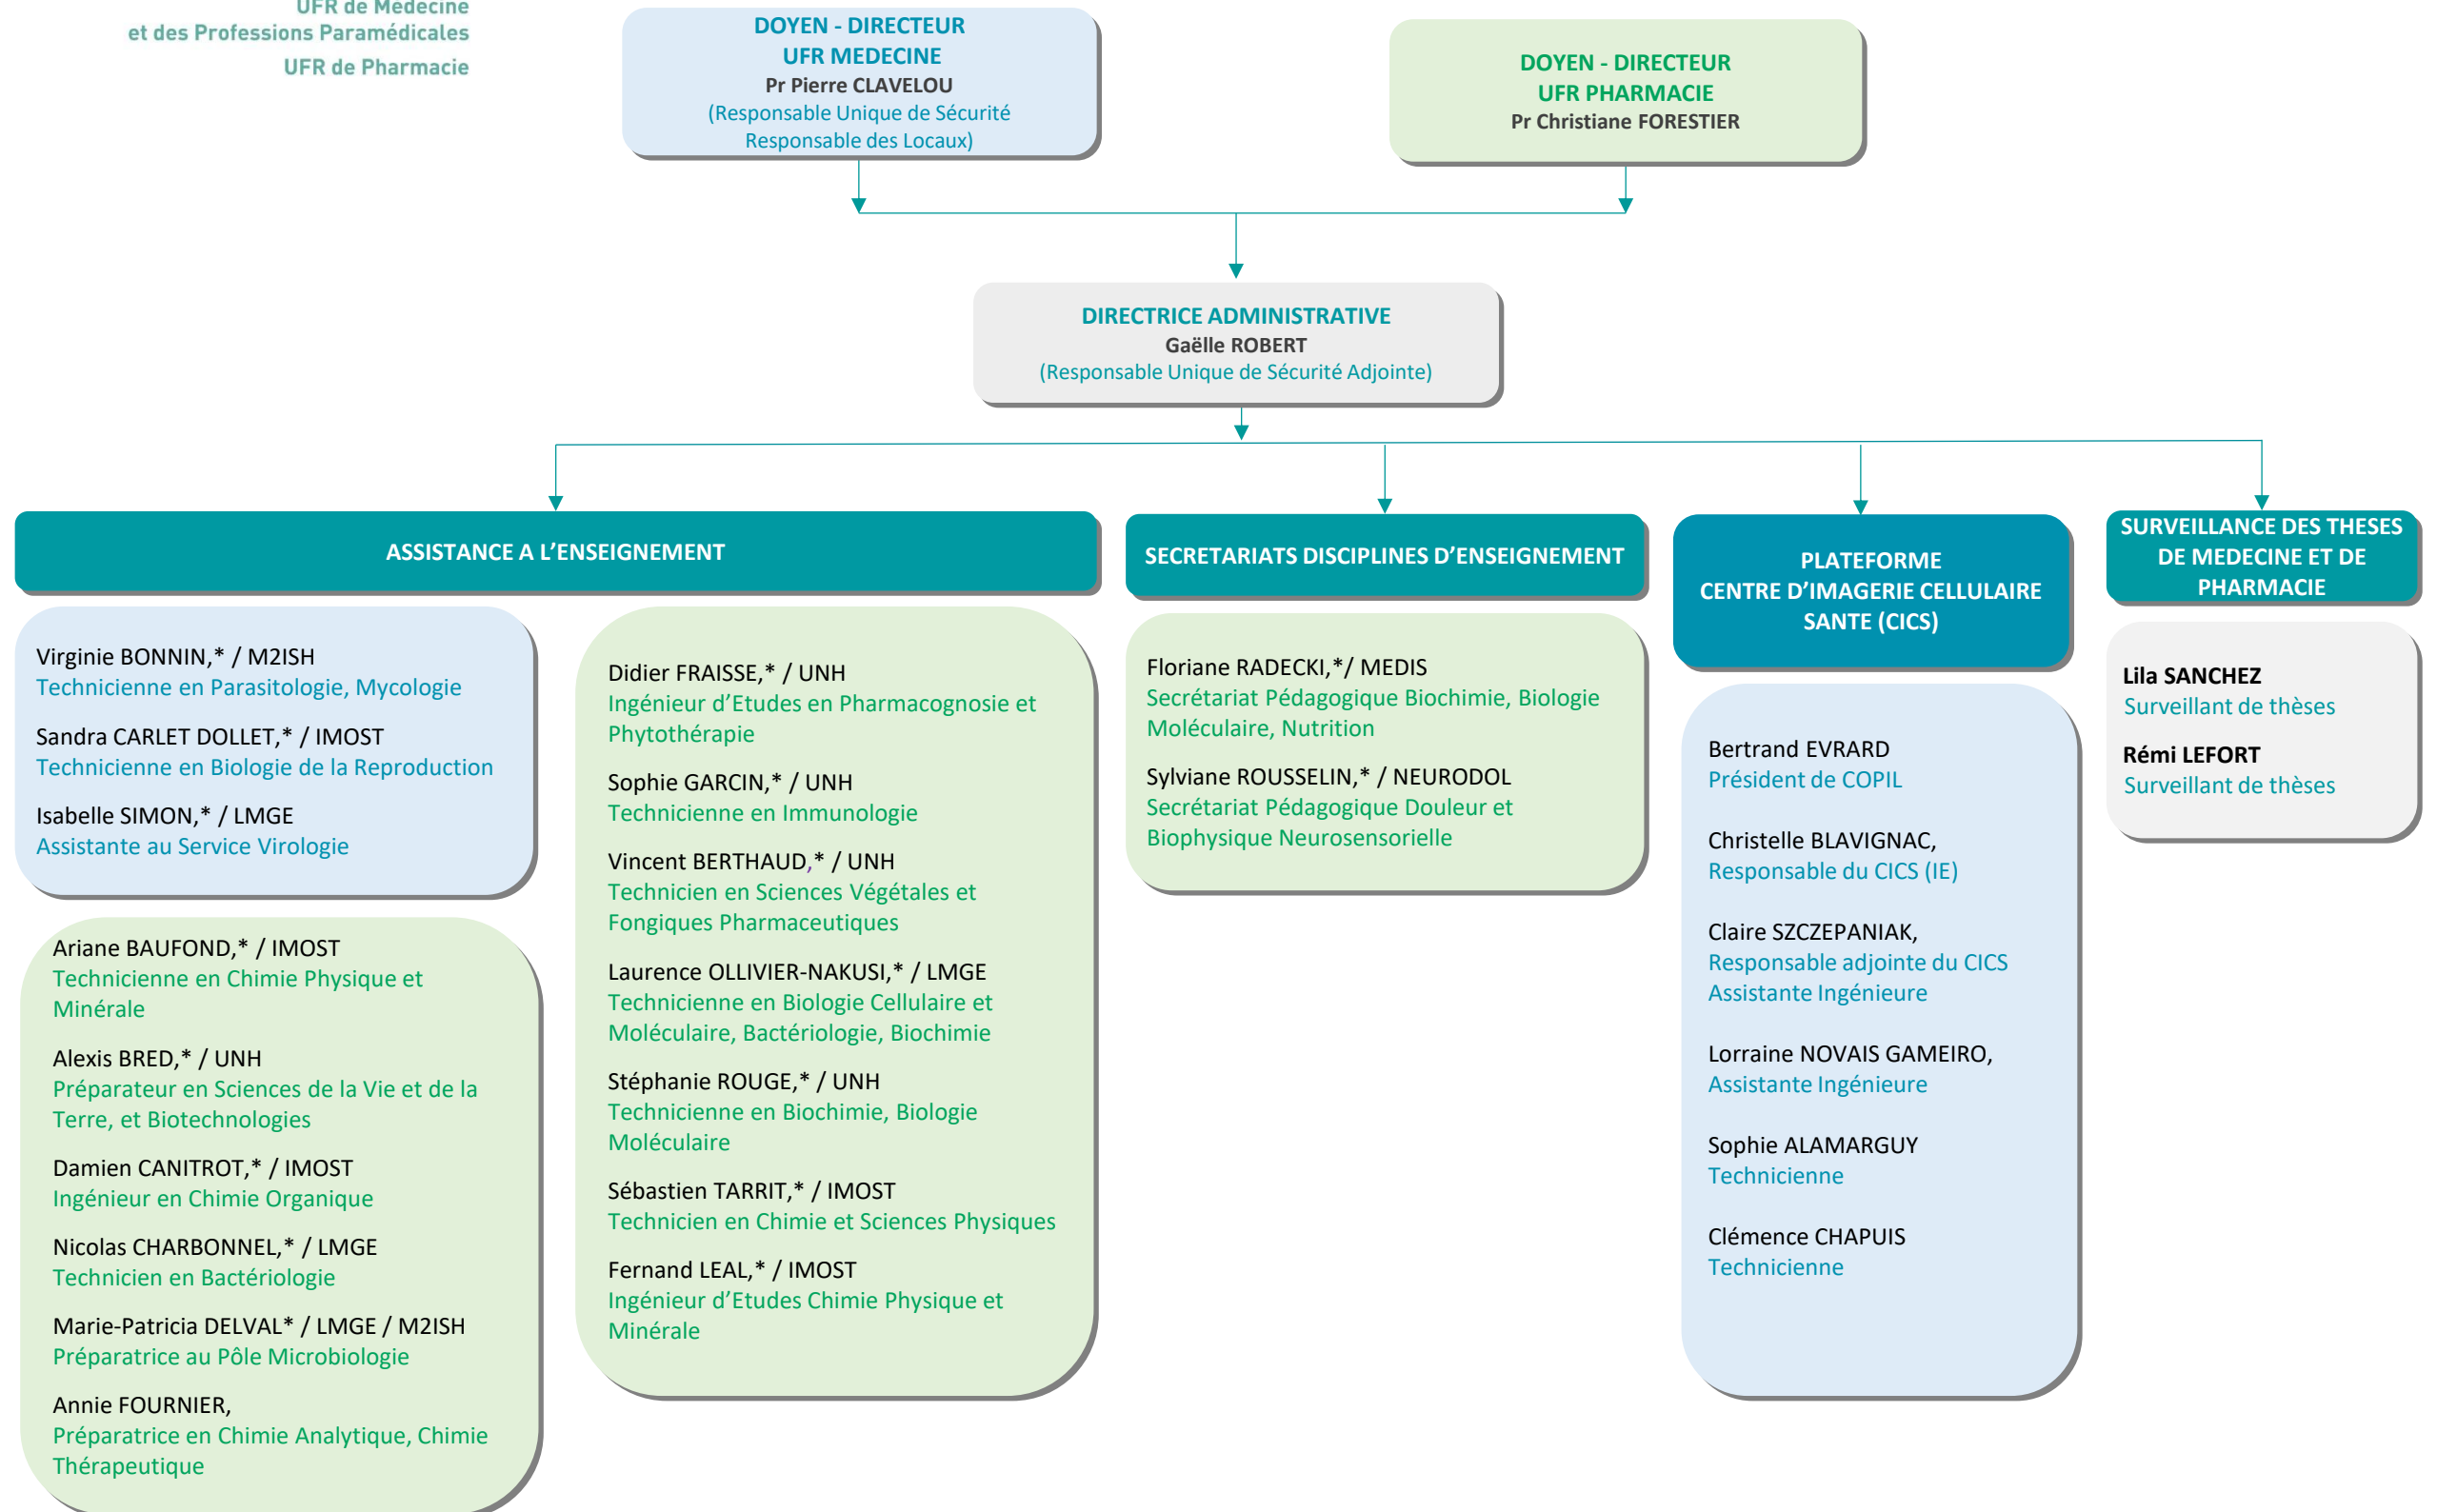 UFR de Médecine
et des Professions Paramédicales
UFR de Pharmacie
DOYEN - DIRECTEUR
UFR MEDECINE
Pr Pierre CLAVELOU
(Responsable Unique de Sécurité
Responsable des Locaux)
DOYEN - DIRECTEUR
UFR PHARMACIE
Pr Christiane FORESTIER
DIRECTRICE ADMINISTRATIVE
Gaëlle ROBERT
(Responsable Unique de Sécurité Adjointe)
ASSISTANCE A L’ENSEIGNEMENT
Virginie BONNIN,* / M2ISH
Technicienne en Parasitologie, Mycologie
Sandra CARLET DOLLET,* / IMOST
Technicienne en Biologie de la Reproduction
Isabelle SIMON,* / LMGE
Assistante au Service Virologie
Ariane BAUFOND,* / IMOST
Technicienne en Chimie Physique et
Minérale
Alexis BRED,* / UNH
Préparateur en Sciences de la Vie et de la
Terre, et Biotechnologies
Damien CANITROT,* / IMOST
Ingénieur en Chimie Organique
Nicolas CHARBONNEL,* / LMGE
Technicien en Bactériologie
Marie-Patricia DELVAL* / LMGE / M2ISH
Préparatrice au Pôle Microbiologie
Annie FOURNIER,
Préparatrice en Chimie Analytique, Chimie
Thérapeutique
Didier FRAISSE,* / UNH
Ingénieur d’Etudes en Pharmacognosie et
Phytothérapie
Sophie GARCIN,* / UNH
Technicienne en Immunologie
Vincent BERTHAUD,* / UNH
Technicien en Sciences Végétales et
Fongiques Pharmaceutiques
Laurence OLLIVIER-NAKUSI,* / LMGE
Technicienne en Biologie Cellulaire et
Moléculaire, Bactériologie, Biochimie
Stéphanie ROUGE,* / UNH
Technicienne en Biochimie, Biologie
Moléculaire
Sébastien TARRIT,* / IMOST
Technicien en Chimie et Sciences Physiques
Fernand LEAL,* / IMOST
Ingénieur d’Etudes Chimie Physique et
Minérale
SECRETARIATS DISCIPLINES D’ENSEIGNEMENT
Floriane RADECKI,*/ MEDIS
Secrétariat Pédagogique Biochimie, Biologie
Moléculaire, Nutrition
Sylviane ROUSSELIN,* / NEURODOL
Secrétariat Pédagogique Douleur et
Biophysique Neurosensorielle
PLATEFORME
CENTRE D’IMAGERIE CELLULAIRE
SANTE (CICS)
Bertrand EVRARD
Président de COPIL
Christelle BLAVIGNAC,
Responsable du CICS (IE)
Claire SZCZEPANIAK,
Responsable adjointe du CICS
Assistante Ingénieure
Lorraine NOVAIS GAMEIRO,
Assistante Ingénieure
Sophie ALAMARGUY
Technicienne
Clémence CHAPUIS
Technicienne
SURVEILLANCE DES THESES
DE MEDECINE ET DE
PHARMACIE
Lila SANCHEZ
Surveillant de thèses
Rémi LEFORT
Surveillant de thèses